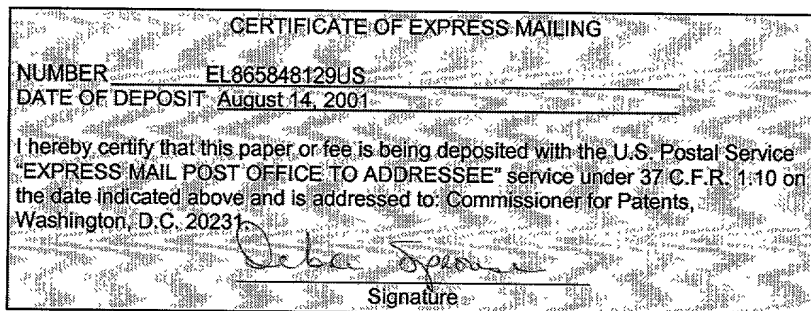 CERTIFICATE OF EXPRESS MAILING
NUMBER EL865848129US
DATE OF DEPOSIT August 14, 2001
I hereby certify that this paper or fee is being deposited with the U.S. Postal Service
"EXPRESS MAIL POST OFFICE TO ADDRESSEE" service under 37 C.F.R. 1.10 on
the date indicated above and is addressed to: Commissioner for Patents,
Washington, D.C. 20231.
Signature